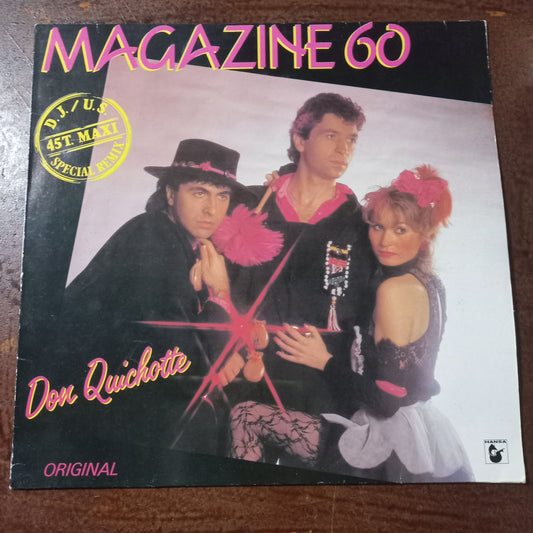 MAGAZINE 60
D.J. / U.S.
45T. MAXI
SPECIAL REMIX
Don Quichotte
ORIGINAL
HANSA